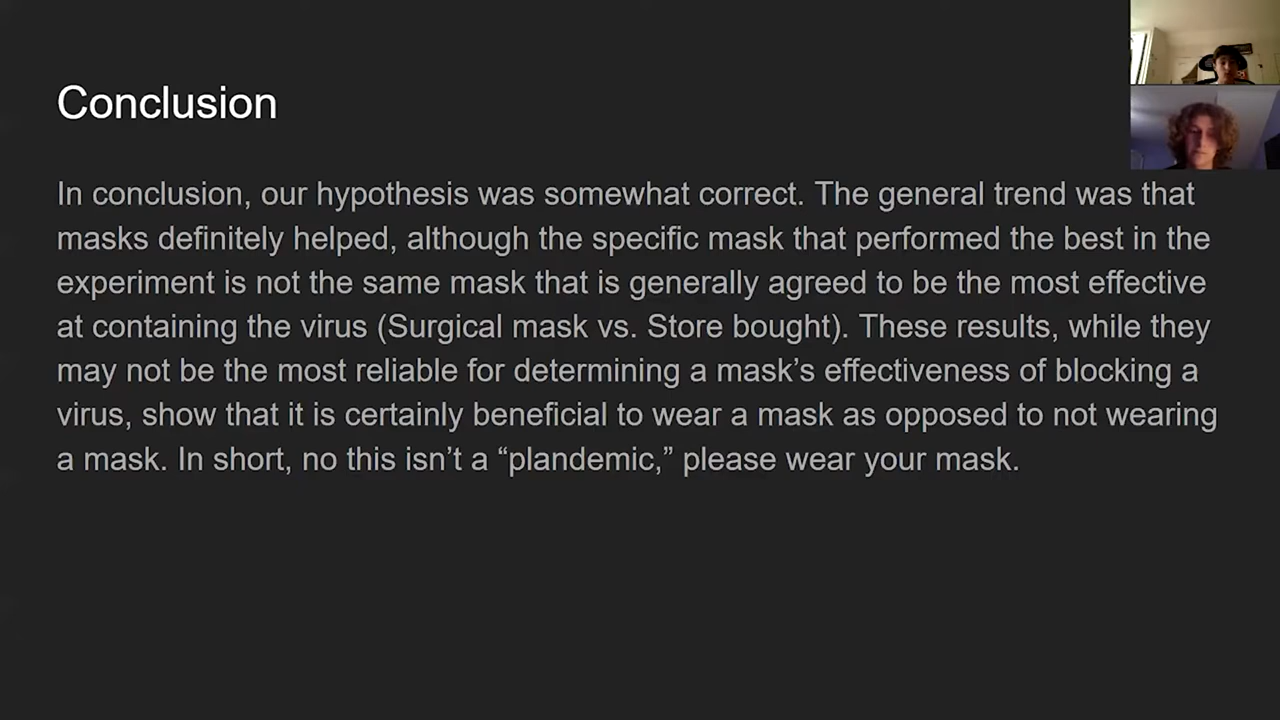 Conclusion
In conclusion, our hypothesis was somewhat correct. The general trend was that
masks definitely helped, although the specific mask that performed the best in the
experiment is not the same mask that is generally agreed to be the most effective
at containing the virus (Surgical mask vs. Store bought). These results, while they
may not be the most reliable for determining a mask’s effectiveness of blocking a
virus, show that it is certainly beneficial to wear a mask as opposed to not wearing
a mask. In short, no this isn’t a “plandemic,” please wear your mask.